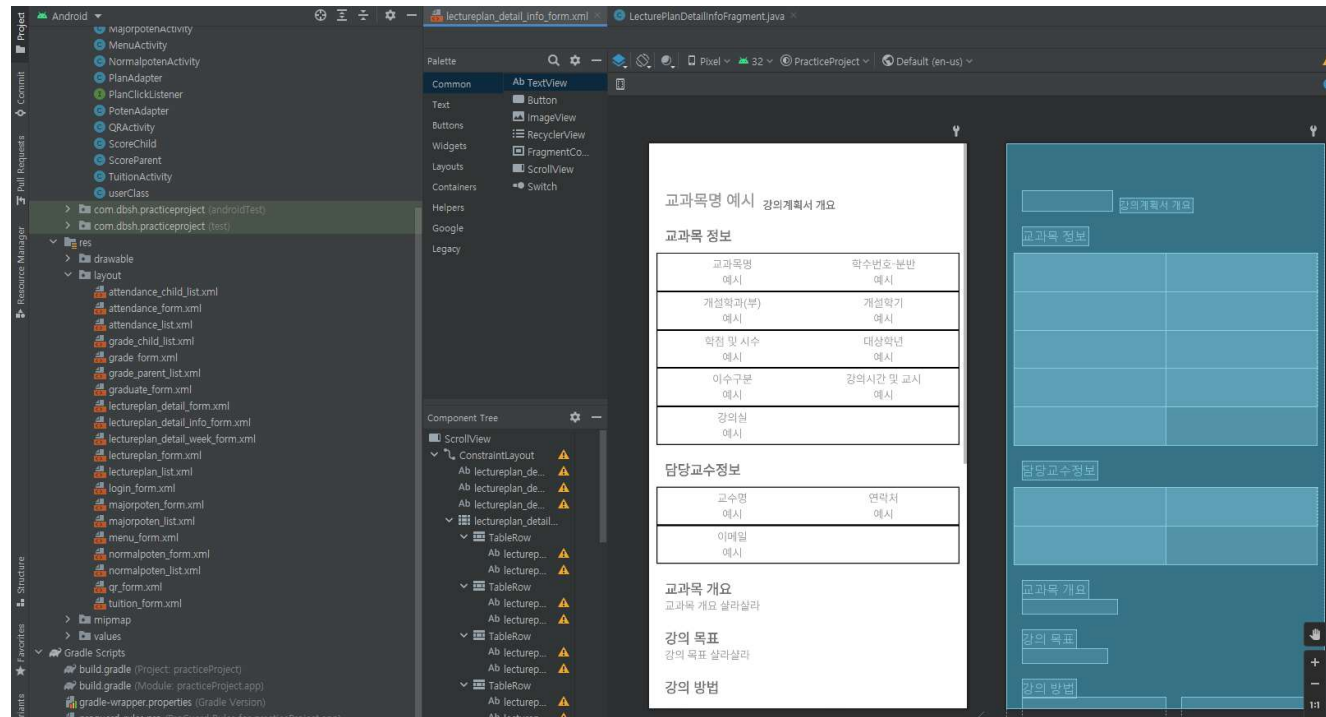 Project
Commit
Pull Requests
Resource Manager
Structure
Favorites
Android
MajorpotenActivity
MenuActivity
NormalpotenActivity
PlanAdapter
PlanClickListener
PotenAdapter
QRActivity
ScoreChild
ScoreParent
TuitionActivity
userClass
com.dbsh.practiceproject (androidTest)
com.dbsh.practiceproject (test)
res
drawable
layout
attendance_child_list.xml
attendance_form.xml
attendance_list.xml
grade_child_list.xml
grade_form.xml
grade_parent_list.xml
graduate_form.xml
lectureplan_detail_form.xml
lectureplan_detail_info_form.xml
lectureplan_detail_week_form.xml
lectureplan_form.xml
lectureplan_list.xml
login_form.xml
majorpoten_form.xml
majorpoten_list.xml
menu_form.xml
normalpoten_form.xml
normalpoten_list.xml
qr_form.xml
tuition_form.xml
mipmap
values
Gradle Scripts
build.gradle (Project: practiceProject)
build.gradle (Module: practiceProject.app)
gradle-wrapper.properties (Gradle Version)
lectureplan_detail_info_form.xml
LecturePlanDetailInfoFragment.java
Palette
Common
Text
Buttons
Widgets
Layouts
Containers
Helpers
Google
Legacy
Ab TextView
Button
ImageView
RecyclerView
FragmentCo...
ScrollView
Switch
Pixel
32
PracticeProject
Default (en-us)
Component Tree
ScrollView
ConstraintLayout
Ab lectureplan_de...
Ab lectureplan_de...
Ab lectureplan_de...
lectureplan_detail...
TableRow
Ab lecturep...
Ab lecturep...
TableRow
Ab lecturep...
Ab lecturep...
TableRow
Ab lecturep...
Ab lecturep...
TableRow
Ab lecturep...
교과목명 예시 강의계획서 개요
교과목 정보
교과목명 학수번호-분반
예시 예시
개설학과(부) 개설학기
예시 예시
학점 및 시수 대상학년
예시 예시
이수구분 강의시간 및 교시
예시 예시
강의실
예시
담당교수정보
교수명 연락처
예시 예시
이메일
예시
교과목 개요
교과목 개요 샬라샬라
강의 목표
강의 목표 샬라샬라
강의 방법
강의계획서 개요
교과목 정보
담당교수정보
교과목 개요
강의 목표
강의 방법
+
−
1:1